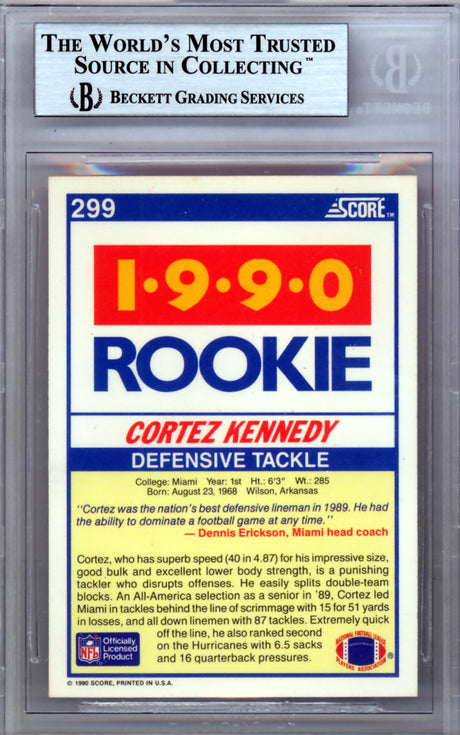 THE WORLD'S MOST TRUSTED
SOURCE IN COLLECTING™
B BECKETT GRADING SERVICES
299 SCORE™
1·9·9·0
ROOKIE
CORTEZ KENNEDY
DEFENSIVE TACKLE
College: Miami Year: 1st Ht.: 6'3" Wt.: 285
Born: August 23, 1968 Wilson, Arkansas
"Cortez was the nation's best defensive lineman in 1989. He had
the ability to dominate a football game at any time."
— Dennis Erickson, Miami head coach
Cortez, who has superb speed (40 in 4.87) for his impressive size,
good bulk and excellent lower body strength, is a punishing
tackler who disrupts offenses. He easily splits double-team
blocks. An All-America selection as a senior in '89, Cortez led
Miami in tackles behind the line of scrimmage with 15 for 51 yards
in losses, and all down linemen with 87 tackles. Extremely quick
off the line, he also ranked second
on the Hurricanes with 6.5 sacks
and 16 quarterback pressures.
NFL
Officially
Licensed
Product
NATIONAL FOOTBALL LEAGUE
PLAYERS ASSOCIATION
© 1990 SCORE, PRINTED IN U.S.A.